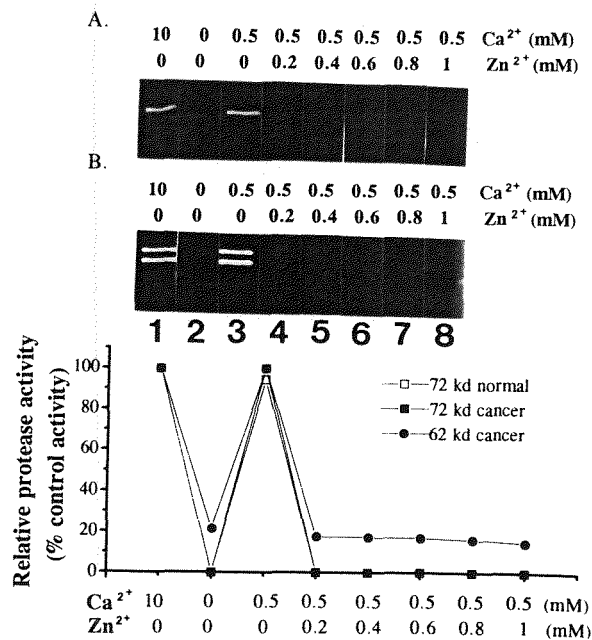 A.
10 0 0.5 0.5 0.5 0.5 0.5 0.5 Ca²⁺ (mM)
0 0 0 0.2 0.4 0.6 0.8 1 Zn²⁺ (mM)
B.
10 0 0.5 0.5 0.5 0.5 0.5 0.5 Ca²⁺ (mM)
0 0 0 0.2 0.4 0.6 0.8 1 Zn²⁺ (mM)
1 2 3 4 5 6 7 8
Relative protease activity
(% control activity)
100
80
60
40
20
0
72 kd normal
72 kd cancer
62 kd cancer
Ca²⁺ 10 0 0.5 0.5 0.5 0.5 0.5 0.5 (mM)
Zn²⁺ 0 0 0 0.2 0.4 0.6 0.8 1 (mM)